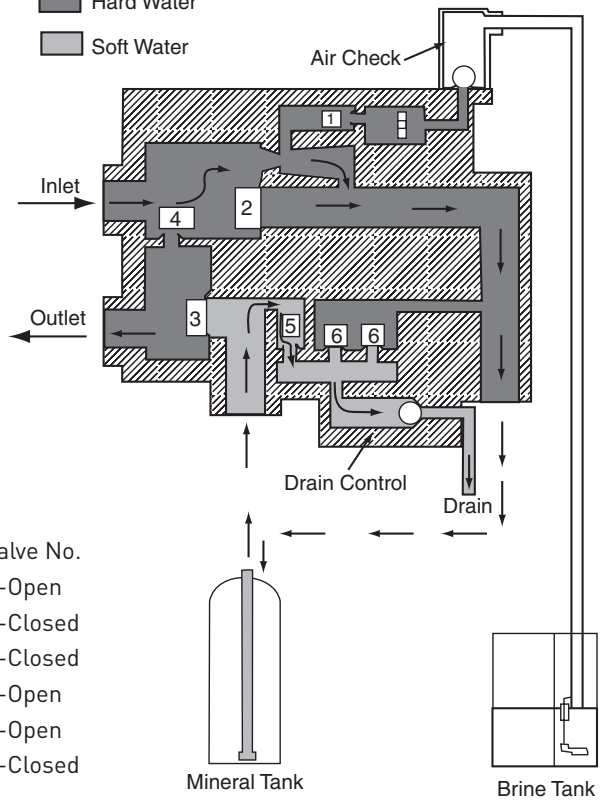 Hard Water
Soft Water
Air Check
1
Inlet
4
2
Outlet
3
5
6
6
Drain Control
Drain
alve No.
-Open
-Closed
-Closed
-Open
-Open
-Closed
Mineral Tank
Brine Tank